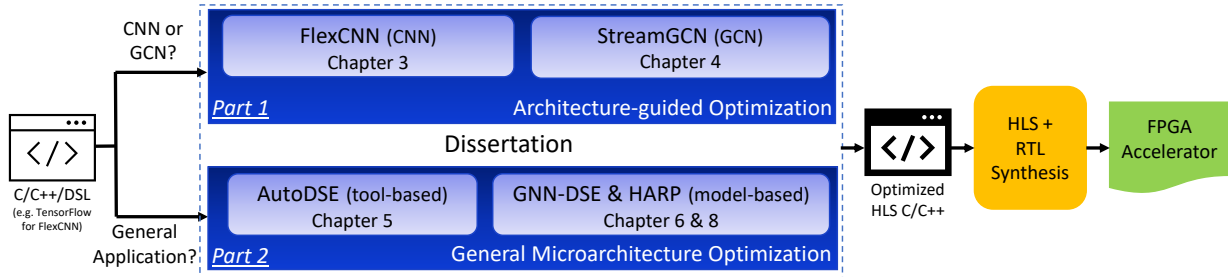 CNN or
GCN?
</>
C/C++/DSL
(e.g. TensorFlow
for FlexCNN)
General
Application?
FlexCNN (CNN)
Chapter 3
StreamGCN (GCN)
Chapter 4
Part 1
Architecture-guided Optimization
Dissertation
AutoDSE (tool-based)
Chapter 5
GNN-DSE & HARP (model-based)
Chapter 6 & 8
Part 2
General Microarchitecture Optimization
</>
Optimized
HLS C/C++
HLS +
RTL
Synthesis
FPGA
Accelerator